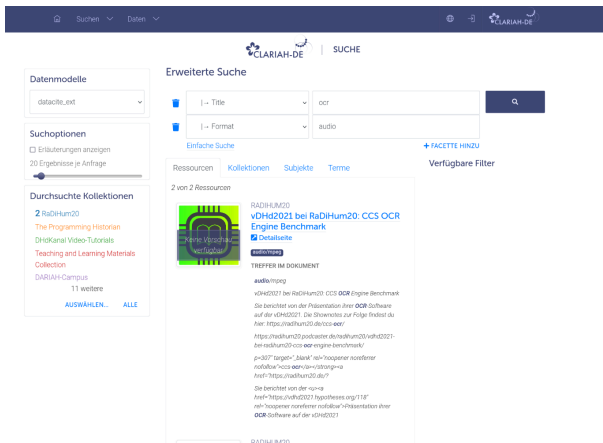 Suchen
Daten
CLARIAH-DE
CLARIAH-DE | SUCHE
Datenmodelle
datacite_ext
Suchoptionen
Erläuterungen anzeigen
20 Ergebnisse je Anfrage
Durchsuchte Kollektionen
2 RaDiHum20
The Programming Historian
DHdKanal Video-Tutorials
Teaching and Learning Materials
Collection
DARIAH-Campus
11 weitere
AUSWÄHLEN... ALLE
Erweiterte Suche
|→ Title
ocr
|→ Format
audio
Einfache Suche
+ FACETTE HINZU
Ressourcen Kollektionen Subjekte Terme
Verfügbare Filter
2 von 2 Ressourcen
Keine Vorschau
verfügbar
RADIHUM20
vDHd2021 bei RaDiHum20: CCS OCR
Engine Benchmark
Detailseite
audio/mpeg
TREFFER IM DOKUMENT
audio/mpeg
vDHd2021 bei RaDiHum20: CCS OCR Engine Benchmark
Sie berichtet von der Präsentation ihrer OCR-Software
auf der vDHd2021. Die Shownotes zur Folge findest du
hier: https://radihum20.de/ccs-ocr/
https://radihum20.podcaster.de/radihum20/vdhd2021-
bei-radihum20-ccs-ocr-engine-benchmark/
p=307" target="_blank" rel="noopener noreferrer
nofollow">ccs-ocr</a></strong><a
href="https://radihum20.de/?
Sie berichtet von der <u><a
href="https://vdhd2021.hypotheses.org/118"
rel="noopener noreferrer nofollow">Präsentation ihrer
OCR-Software auf der vDHd2021
RADIHUM20